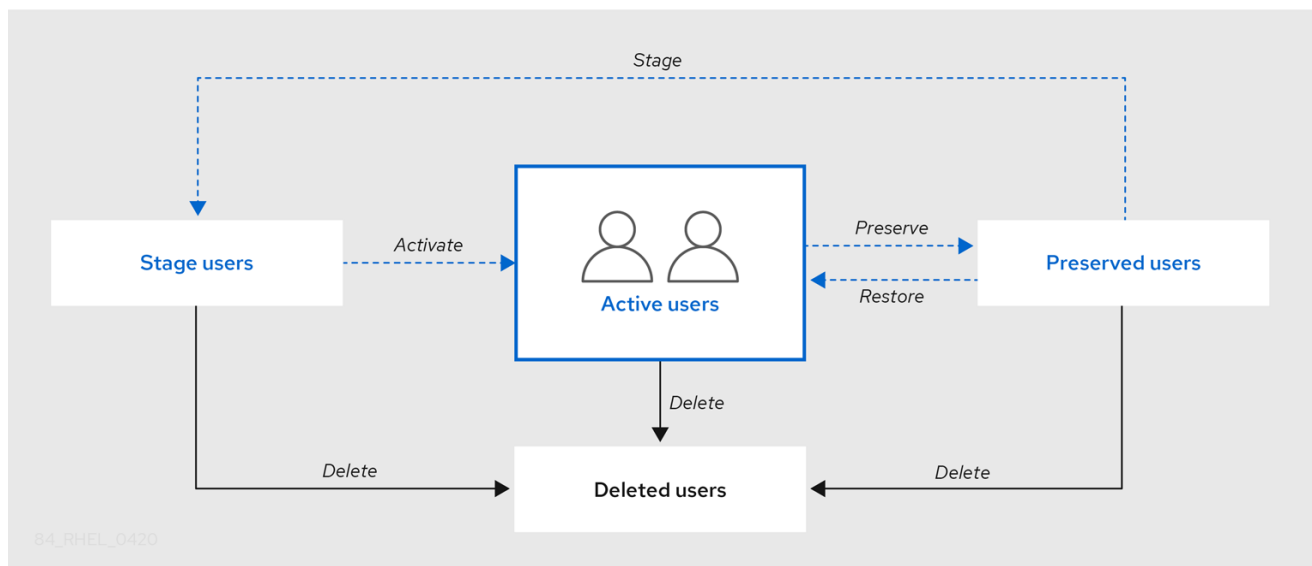 Stage
Activate
Preserve
Stage users
Active users
Preserved users
Restore
Delete
Delete
Delete
Deleted users
84_RHEL_0420